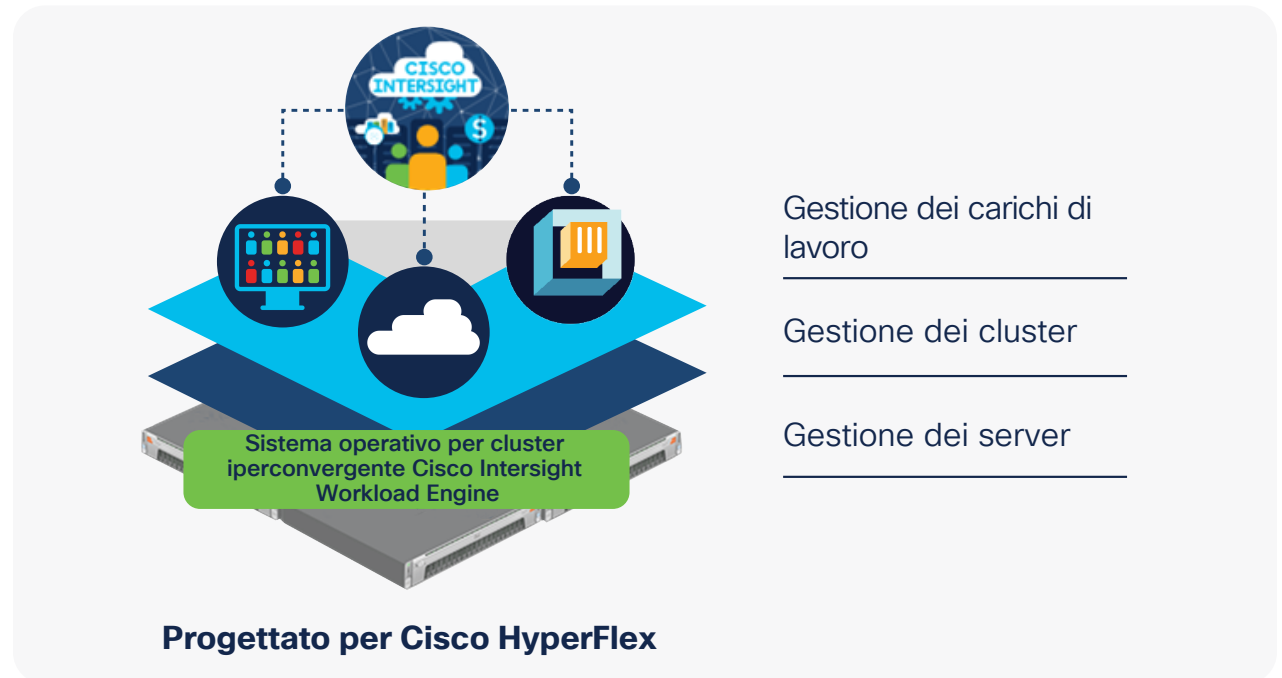 CISCO
INTERSIGHT
$
Gestione dei carichi di
lavoro
Gestione dei cluster
Gestione dei server
Sistema operativo per cluster
iperconvergente Cisco Intersight
Workload Engine
Progettato per Cisco HyperFlex